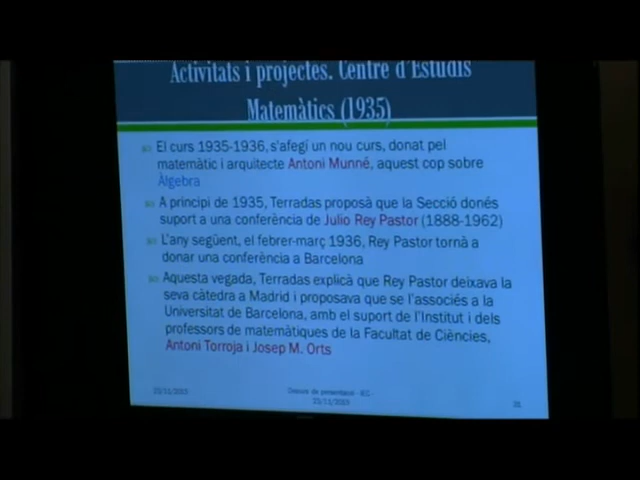 Activitats i projectes. Centre d'Estudis
Matemàtics (1935)
El curs 1935-1936, s'afegí un nou curs, donat pel
matemàtic i arquitecte Antoni Munné, aquest cop sobre
Àlgebra
A principi de 1935, Terradas proposà que la Secció donés
suport a una conferència de Julio Rey Pastor (1888-1962)
L'any següent, el febrer-març 1936, Rey Pastor tornà a
donar una conferència a Barcelona
Aquesta vegada, Terradas explicà que Rey Pastor deixava la
seva càtedra a Madrid i proposava que se l'associés a la
Universitat de Barcelona, amb el suport de l'Institut i dels
professors de matemàtiques de la Facultat de Ciències,
Antoni Torroja i Josep M. Orts